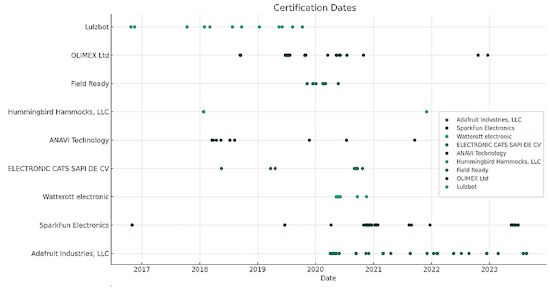 Certification Dates
Lulzbot
OLIMEX Ltd
Field Ready
Hummingbird Hammocks, LLC
ANAVI Technology
ELECTRONIC CATS SAPI DE CV
Watterott electronic
SparkFun Electronics
Adafruit Industries, LLC
Adafruit Industries, LLC
SparkFun Electronics
Watterott electronic
ELECTRONIC CATS SAPI DE CV
ANAVI Technology
Hummingbird Hammocks, LLC
Field Ready
OLIMEX Ltd
Lulzbot
2017 2018 2019 2020 2021 2022 2023
Date